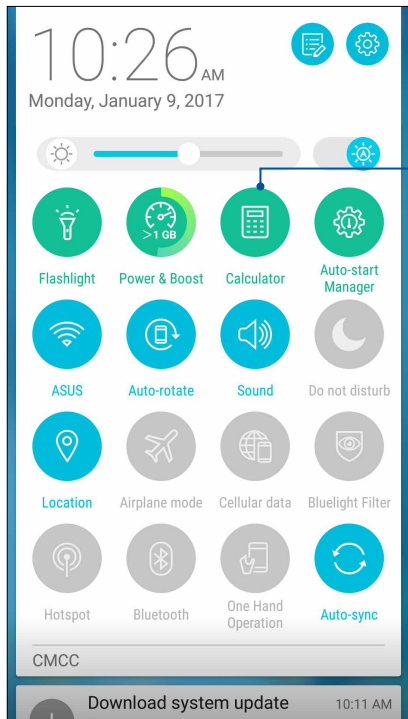 10:26 AM
Monday, January 9, 2017
A
>1 GB
Flashlight Power & Boost Calculator Auto-start Manager
ASUS Auto-rotate Sound Do not disturb
Location Airplane mode Cellular data Bluelight Filter
Hotspot Bluetooth One Hand Operation Auto-sync
CMCC
Download system update 10:11 AM